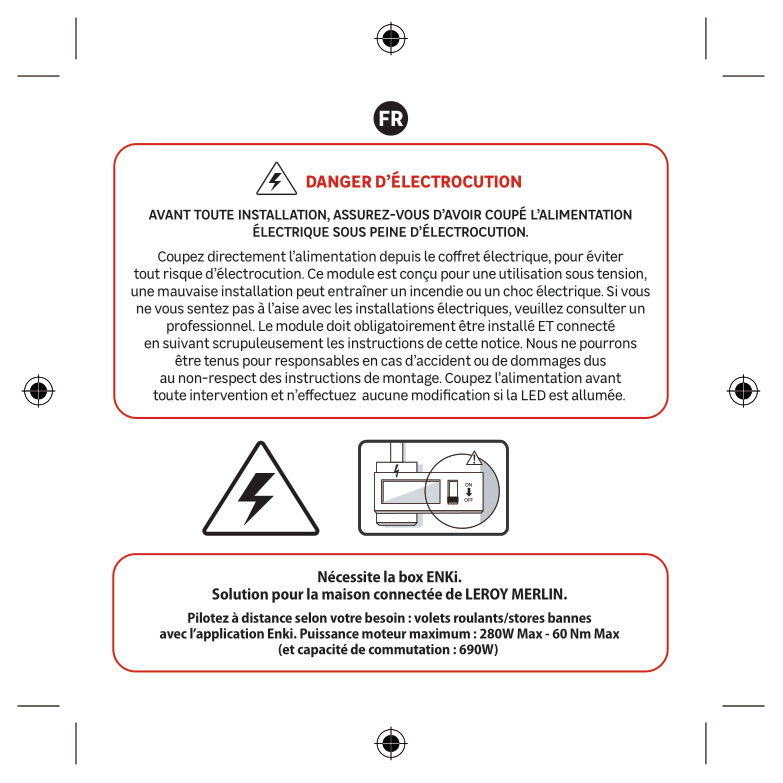 FR
DANGER D’ÉLECTROCUTION
AVANT TOUTE INSTALLATION, ASSUREZ-VOUS D’AVOIR COUPÉ L’ALIMENTATION
ÉLECTRIQUE SOUS PEINE D’ÉLECTROCUTION.
Coupez directement l’alimentation depuis le coffret électrique, pour éviter
tout risque d’électrocution. Ce module est conçu pour une utilisation sous tension,
une mauvaise installation peut entraîner un incendie ou un choc électrique. Si vous
ne vous sentez pas à l’aise avec les installations électriques, veuillez consulter un
professionnel. Le module doit obligatoirement être installé ET connecté
en suivant scrupuleusement les instructions de cette notice. Nous ne pourrons
être tenus pour responsables en cas d’accident ou de dommages dus
au non-respect des instructions de montage. Coupez l’alimentation avant
toute intervention et n’effectuez aucune modification si la LED est allumée.
ON
OFF
Nécessite la box ENKi.
Solution pour la maison connectée de LEROY MERLIN.
Pilotez à distance selon votre besoin : volets roulants/stores bannes
avec l’application Enki. Puissance moteur maximum : 280W Max - 60 Nm Max
(et capacité de commutation : 690W)